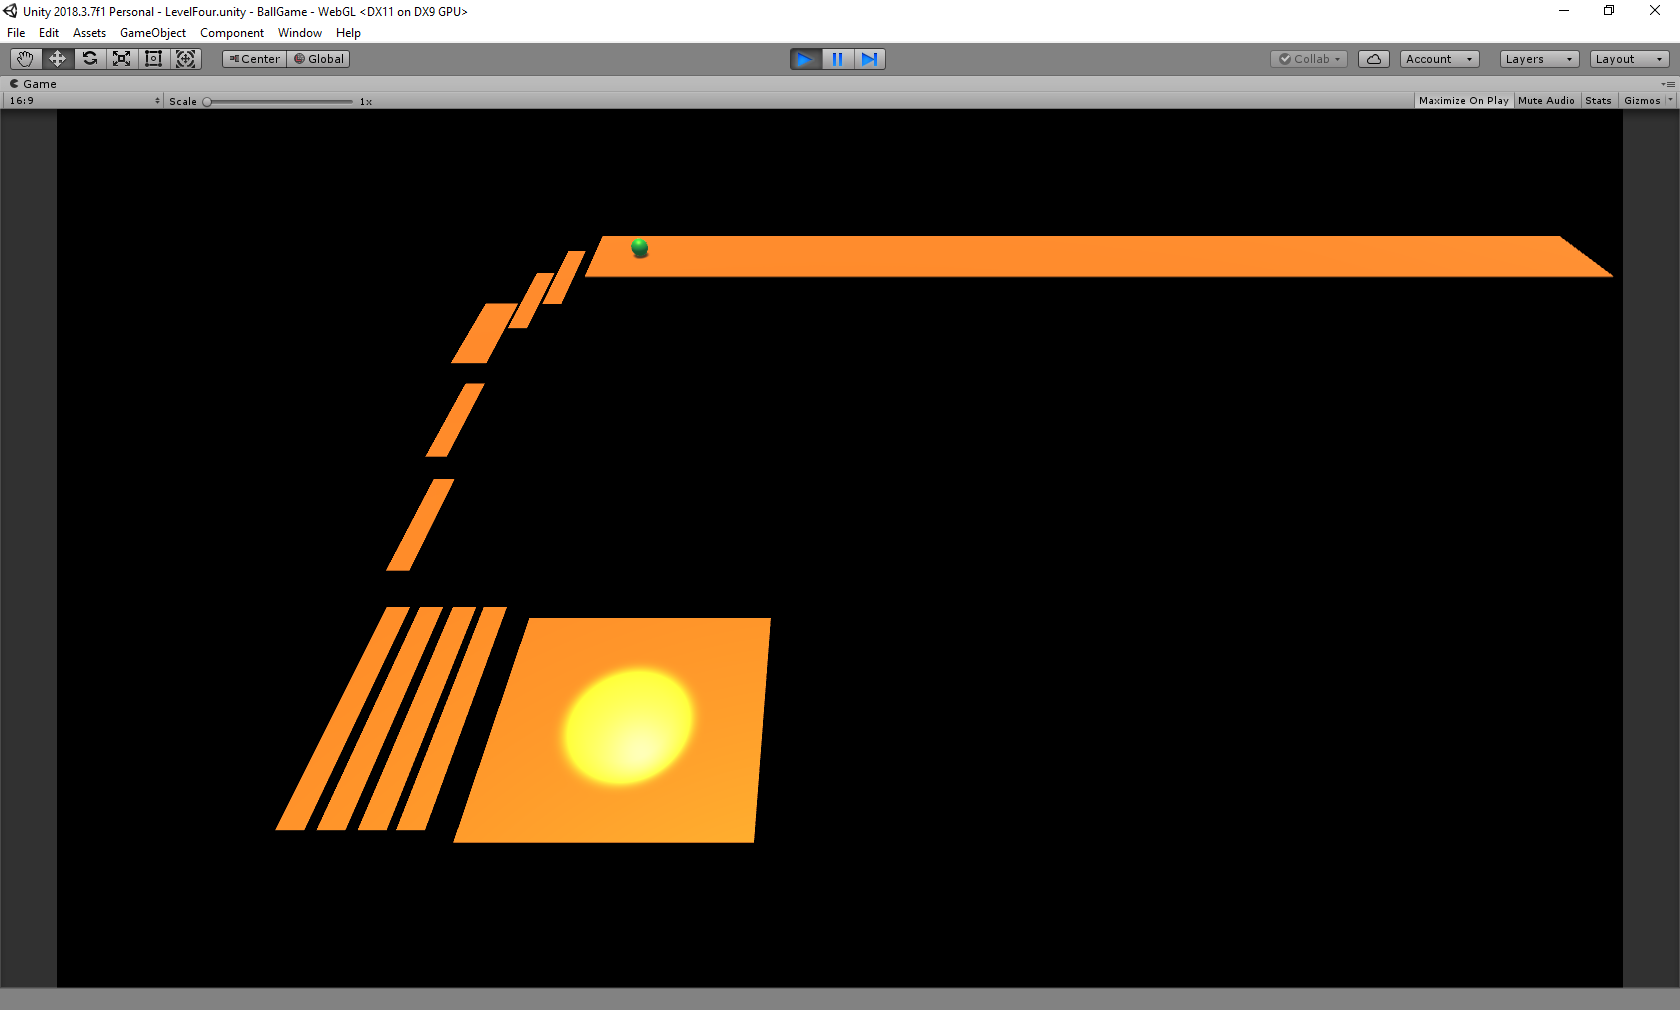 Unity 2018.3.7f1 Personal - LevelFour.unity - BallGame - WebGL <DX11 on DX9 GPU>
File Edit Assets GameObject Component Window Help
Center Global Collab Account Layers Layout
Game
16:9 Scale 1x Maximize On Play Mute Audio Stats Gizmos